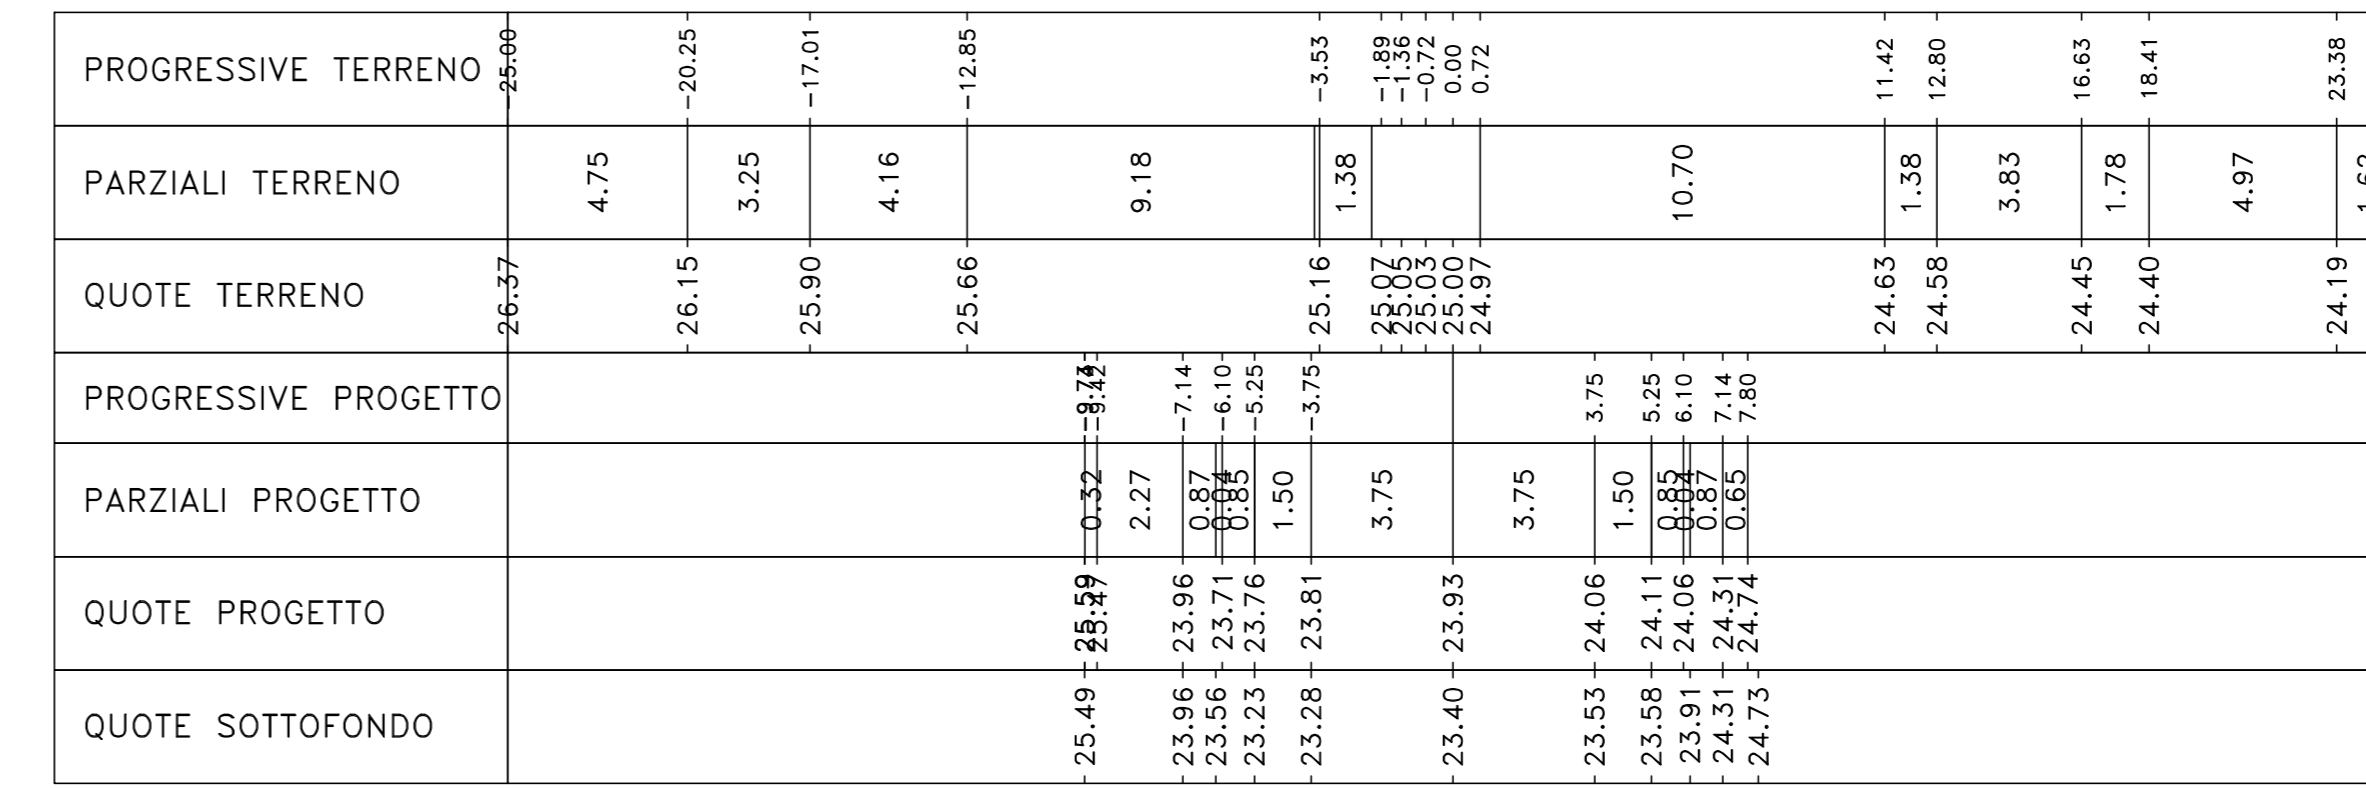 PROGRESSIVE TERRENO -25.00 -20.25 -17.01 -12.85 -3.53 -1.89 -1.36 -0.72 0.00 0.72 11.42 12.80 16.63 18.41 23.38
PARZIALI TERRENO 4.75 3.25 4.16 9.18 1.38 10.70 1.38 3.83 1.78 4.97
QUOTE TERRENO 26.37 26.15 25.90 25.66 25.16 25.07 25.05 25.03 25.00 24.97 24.63 24.58 24.45 24.40 24.19
PROGRESSIVE PROGETTO -9.42 -7.14 -6.10 -5.25 -3.75 3.75 5.25 6.10 7.14 7.80
PARZIALI PROGETTO 0.32 2.27 0.87 0.04 0.85 1.50 3.75 3.75 1.50 0.85 0.04 0.87 0.65
QUOTE PROGETTO 25.59 25.47 23.96 23.71 23.76 23.81 23.93 24.06 24.11 24.06 24.31 24.74
QUOTE SOTTOFONDO 25.49 23.96 23.56 23.23 23.28 23.40 23.53 23.58 23.91 24.31 24.73